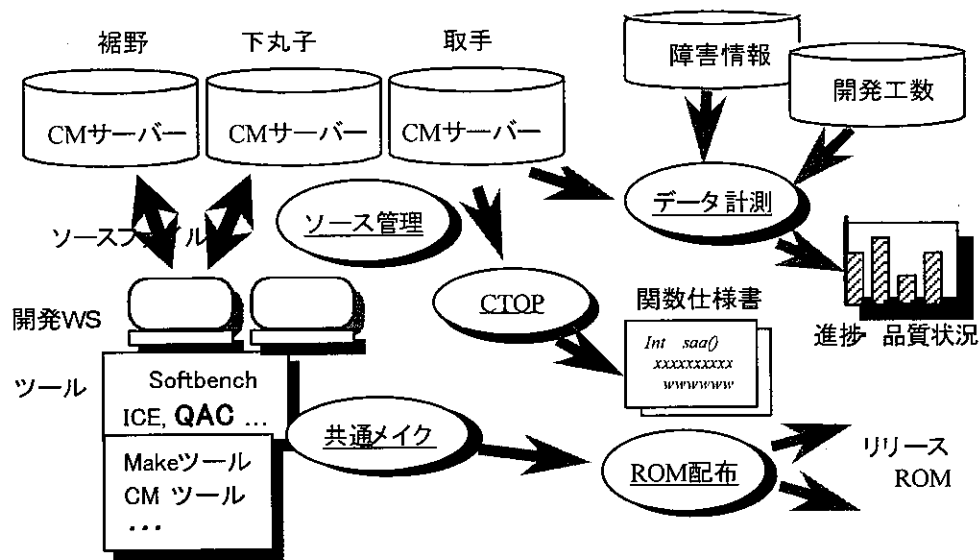 裾野
下丸子
取手
CMサーバー
CMサーバー
CMサーバー
障害情報
開発工数
データ計測
ソース管理
ソースファイル
CTOP
開発WS
関数仕様書
Int saa()
xxxxxxxxxx
wwwwww
進捗・品質状況
ツール
Softbench
ICE, QAC ...
共通メイク
Makeツール
CM ツール
・・・
ROM配布
リリース
ROM